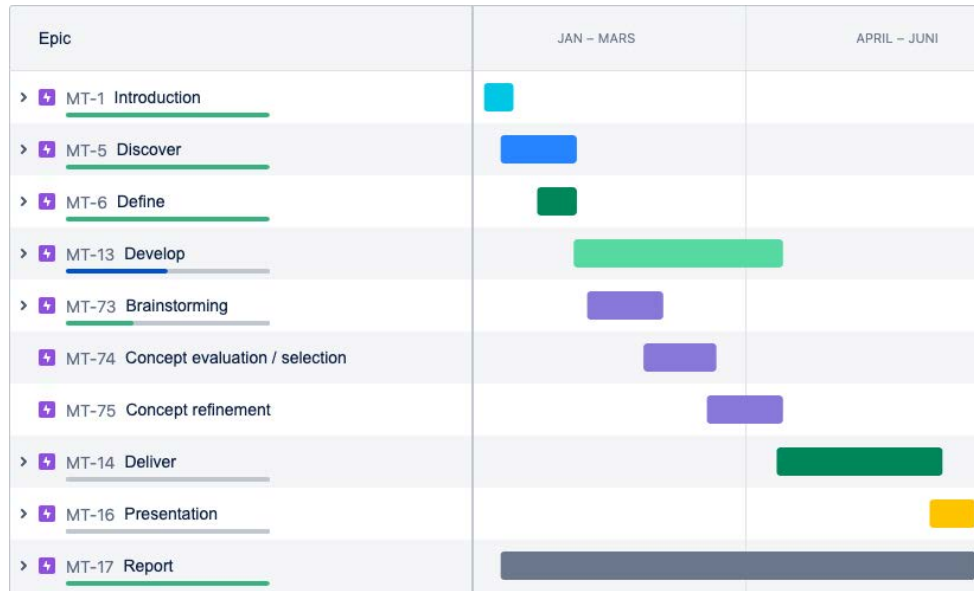 Epic JAN – MARS APRIL – JUNI
MT-1 Introduction
MT-5 Discover
MT-6 Define
MT-13 Develop
MT-73 Brainstorming
MT-74 Concept evaluation / selection
MT-75 Concept refinement
MT-14 Deliver
MT-16 Presentation
MT-17 Report